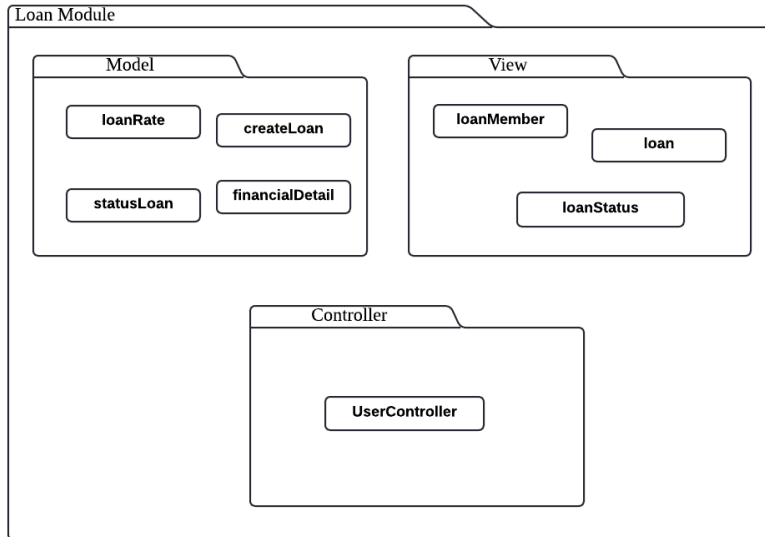 Loan Module
Model
View
loanRate
createLoan
statusLoan
financialDetail
loanMember
loan
loanStatus
Controller
UserController